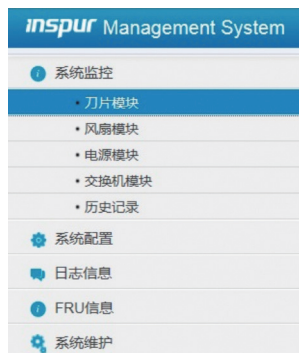 inspur Management System
系统监控
• 刀片模块
• 风扇模块
• 电源模块
• 交换机模块
• 历史记录
系统配置
日志信息
FRU信息
系统维护